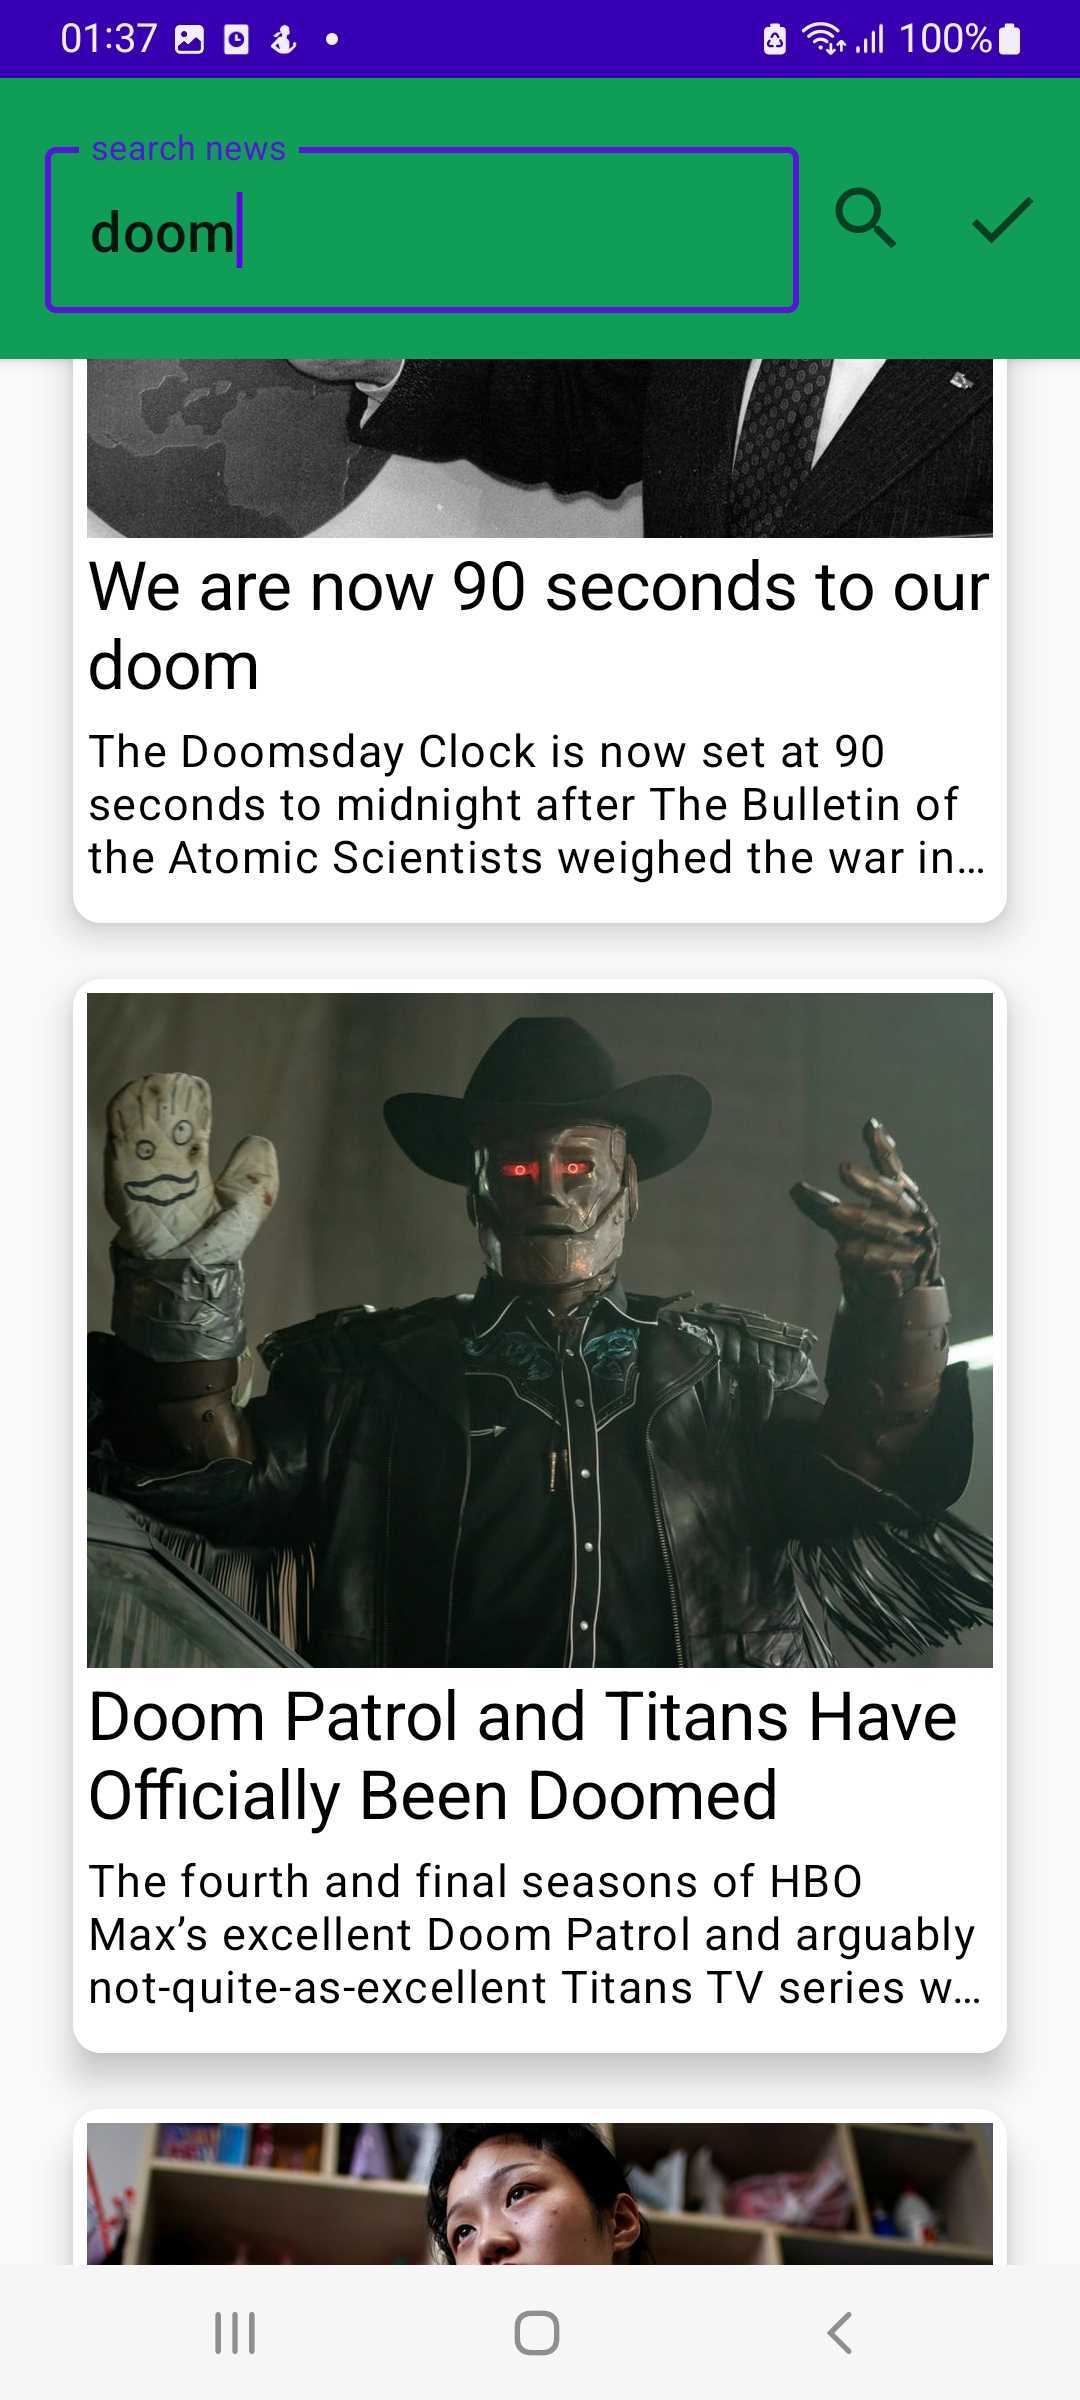 01:37
100%
search news
doom
We are now 90 seconds to our
doom
The Doomsday Clock is now set at 90
seconds to midnight after The Bulletin of
the Atomic Scientists weighed the war in…
Doom Patrol and Titans Have
Officially Been Doomed
The fourth and final seasons of HBO
Max’s excellent Doom Patrol and arguably
not-quite-as-excellent Titans TV series w…